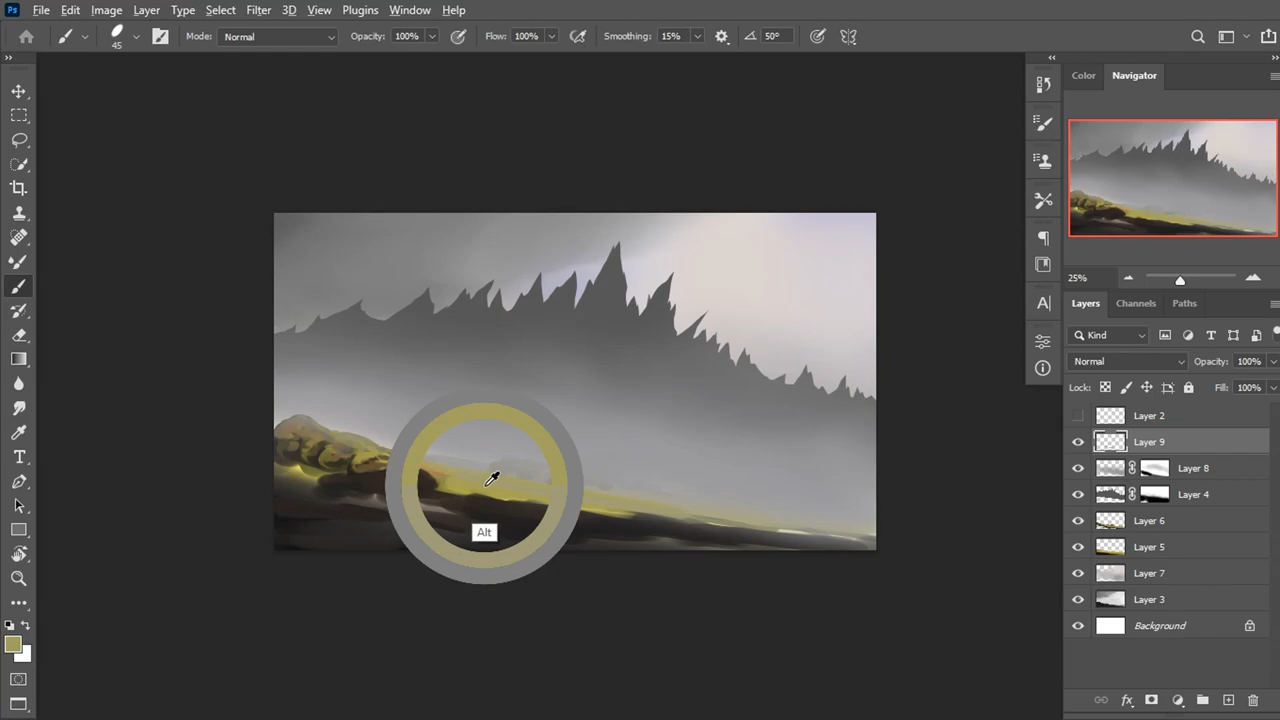 Ps File Edit Image Layer Type Select Filter 3D View Plugins Window Help
45 Mode: Normal Opacity: 100% Flow: 100% Smoothing: 15% 50°
Color Navigator
25%
Layers Channels Paths
Kind
Normal Opacity: 100%
Lock: Fill: 100%
Layer 2
Layer 9
Layer 8
Layer 4
Layer 6
Layer 5
Layer 7
Layer 3
Background
Alt